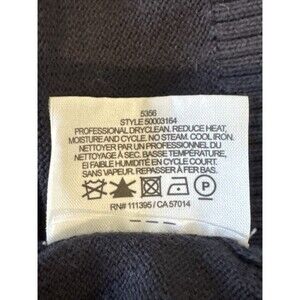 5356
STYLE 50003164
PROFESSIONAL DRYCLEAN. REDUCE HEAT,
MOISTURE AND CYCLE. NO STEAM. COOL IRON.
NETTOYER PAR UN PROFESSIONNEL DU
NETTOYAGE À SEC. BASSE TEMPÉRATURE,
EI FAIBLE HUMIDITÉ EN CYCLE COURT.
SANS VAPEUR. REPASSER À FER BAS.
P
RN# 111395 / CA 57014